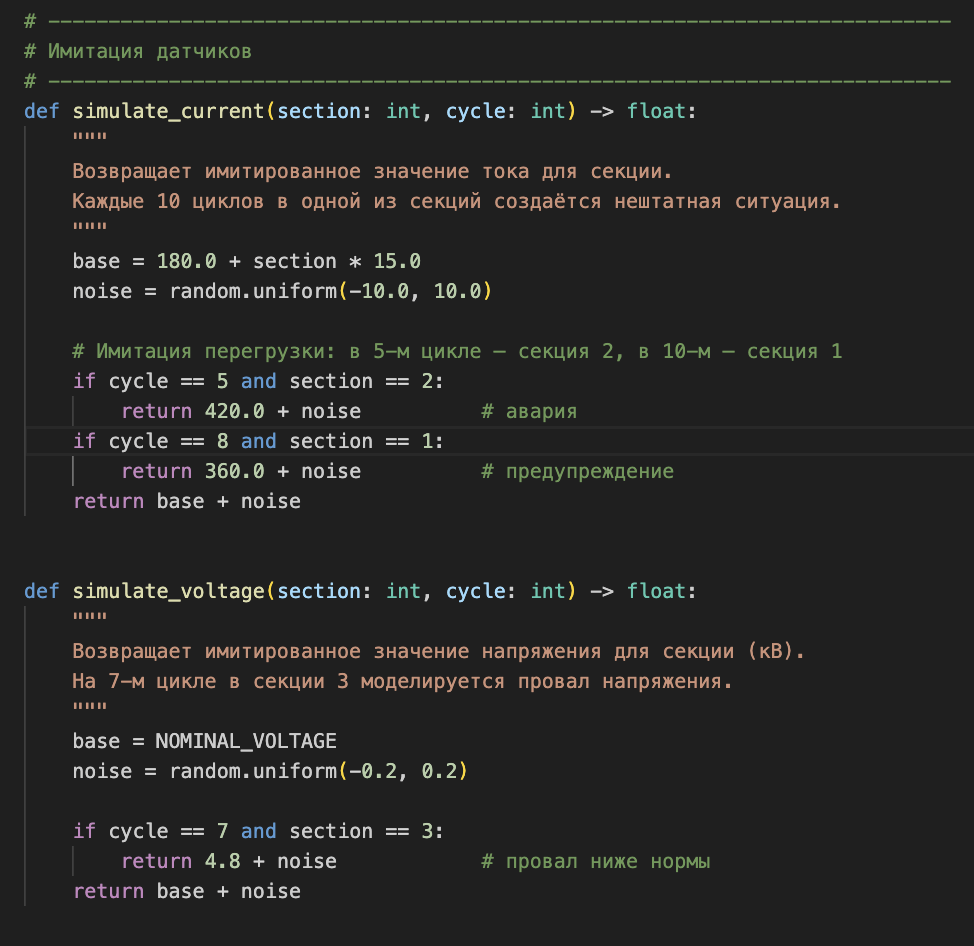 # ---------------------------------------------------------------------------
# Имитация датчиков
# ---------------------------------------------------------------------------
def simulate_current(section: int, cycle: int) -> float:
    """
    Возвращает имитированное значение тока для секции.
    Каждые 10 циклов в одной из секций создаётся нештатная ситуация.
    """
    base = 180.0 + section * 15.0
    noise = random.uniform(-10.0, 10.0)

    # Имитация перегрузки: в 5-м цикле — секция 2, в 10-м — секция 1
    if cycle == 5 and section == 2:
        return 420.0 + noise          # авария
    if cycle == 8 and section == 1:
        return 360.0 + noise          # предупреждение
    return base + noise


def simulate_voltage(section: int, cycle: int) -> float:
    """
    Возвращает имитированное значение напряжения для секции (кВ).
    На 7-м цикле в секции 3 моделируется провал напряжения.
    """
    base = NOMINAL_VOLTAGE
    noise = random.uniform(-0.2, 0.2)

    if cycle == 7 and section == 3:
        return 4.8 + noise            # провал ниже нормы
    return base + noise